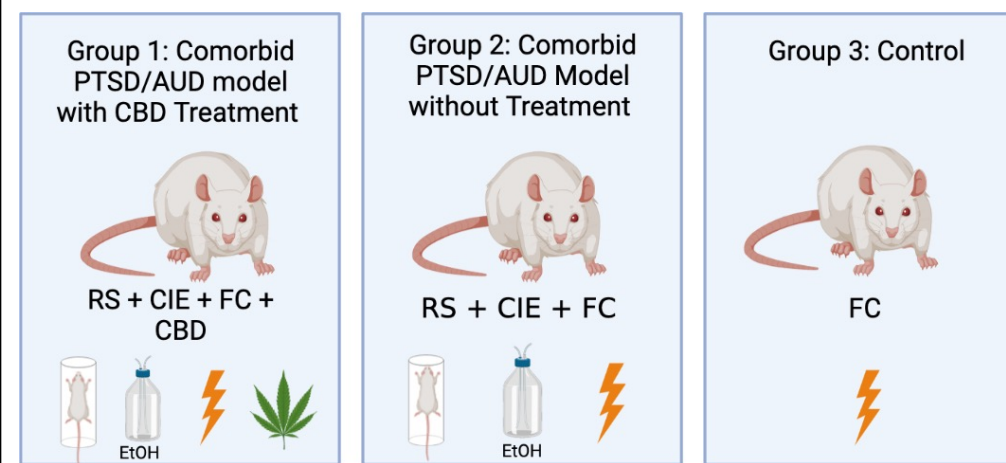 Group 1: Comorbid
PTSD/AUD model
with CBD Treatment
RS + CIE + FC +
CBD
EtOH
Group 2: Comorbid
PTSD/AUD Model
without Treatment
RS + CIE + FC
EtOH
Group 3: Control
FC